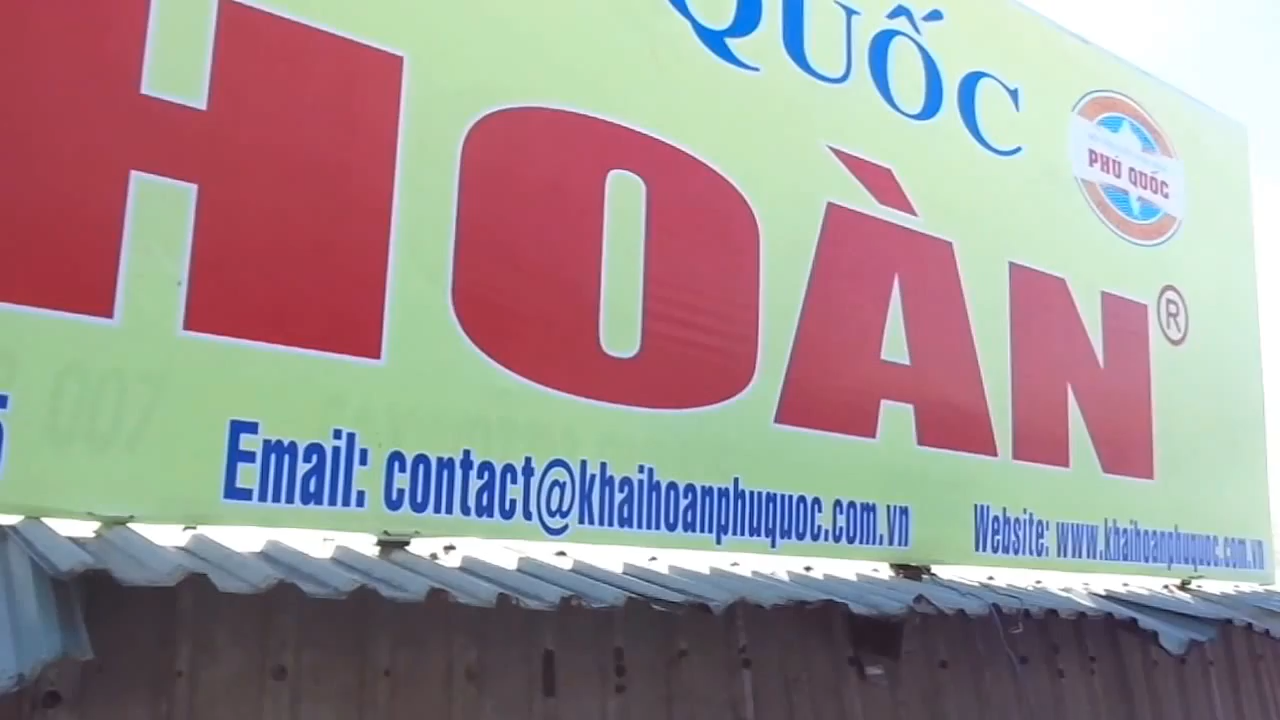 QUỐC
PHÚ QUỐC
HOÀN®
Email: contact@khaihoanphuquoc.com.vn
Website: www.khaihoanphuquoc.com.vn